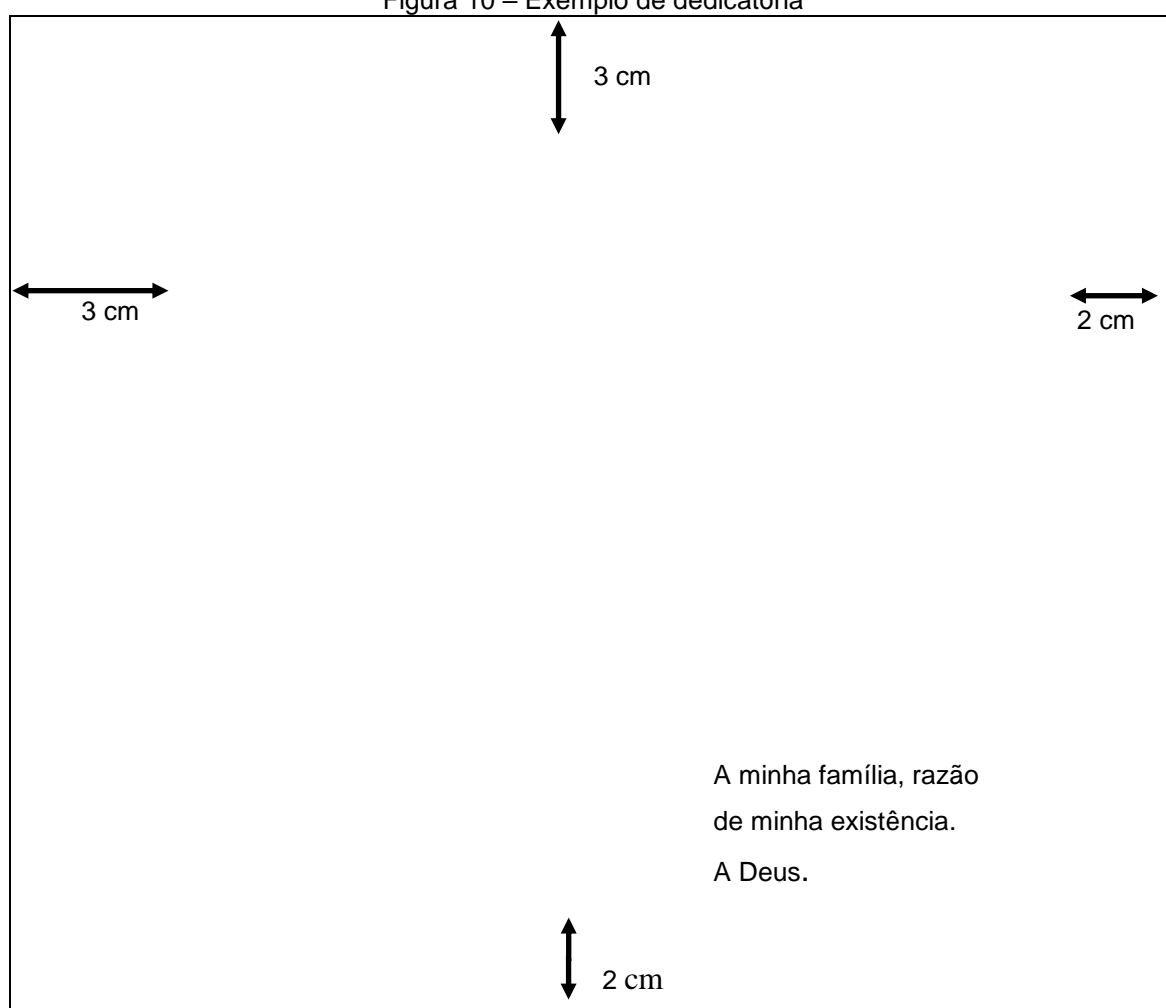 Figura 10 – Exemplo de dedicatória
3 cm
3 cm
2 cm
A minha família, razão
de minha existência.
A Deus.
2 cm